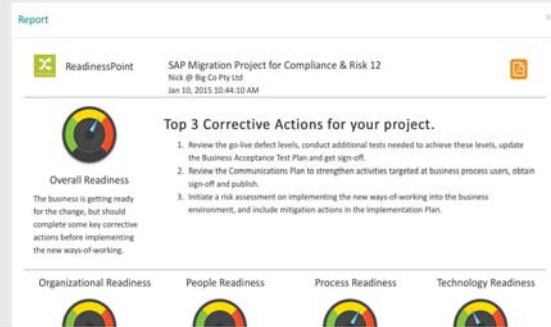 Report
ReadinessPoint
SAP Migration Project for Compliance & Risk 12
Nick @ Big Co Pty Ltd
Jan 10, 2015 10:44:10 AM
Top 3 Corrective Actions for your project.
1. Review the go-live defect levels, conduct additional tests needed to achieve these levels, update
the Business Acceptance Test Plan and get sign-off.
2. Review the Communications Plan to strengthen activities targeted at business process users, obtain
sign-off and publish.
3. Initiate a risk assessment on implementing the new ways-of-working into the business
environment, and include mitigation actions in the Implementation Plan.
Overall Readiness
The business is getting ready
for the change, but should
complete some key corrective
actions before implementing
the new ways-of-working.
Organizational Readiness People Readiness Process Readiness Technology Readiness